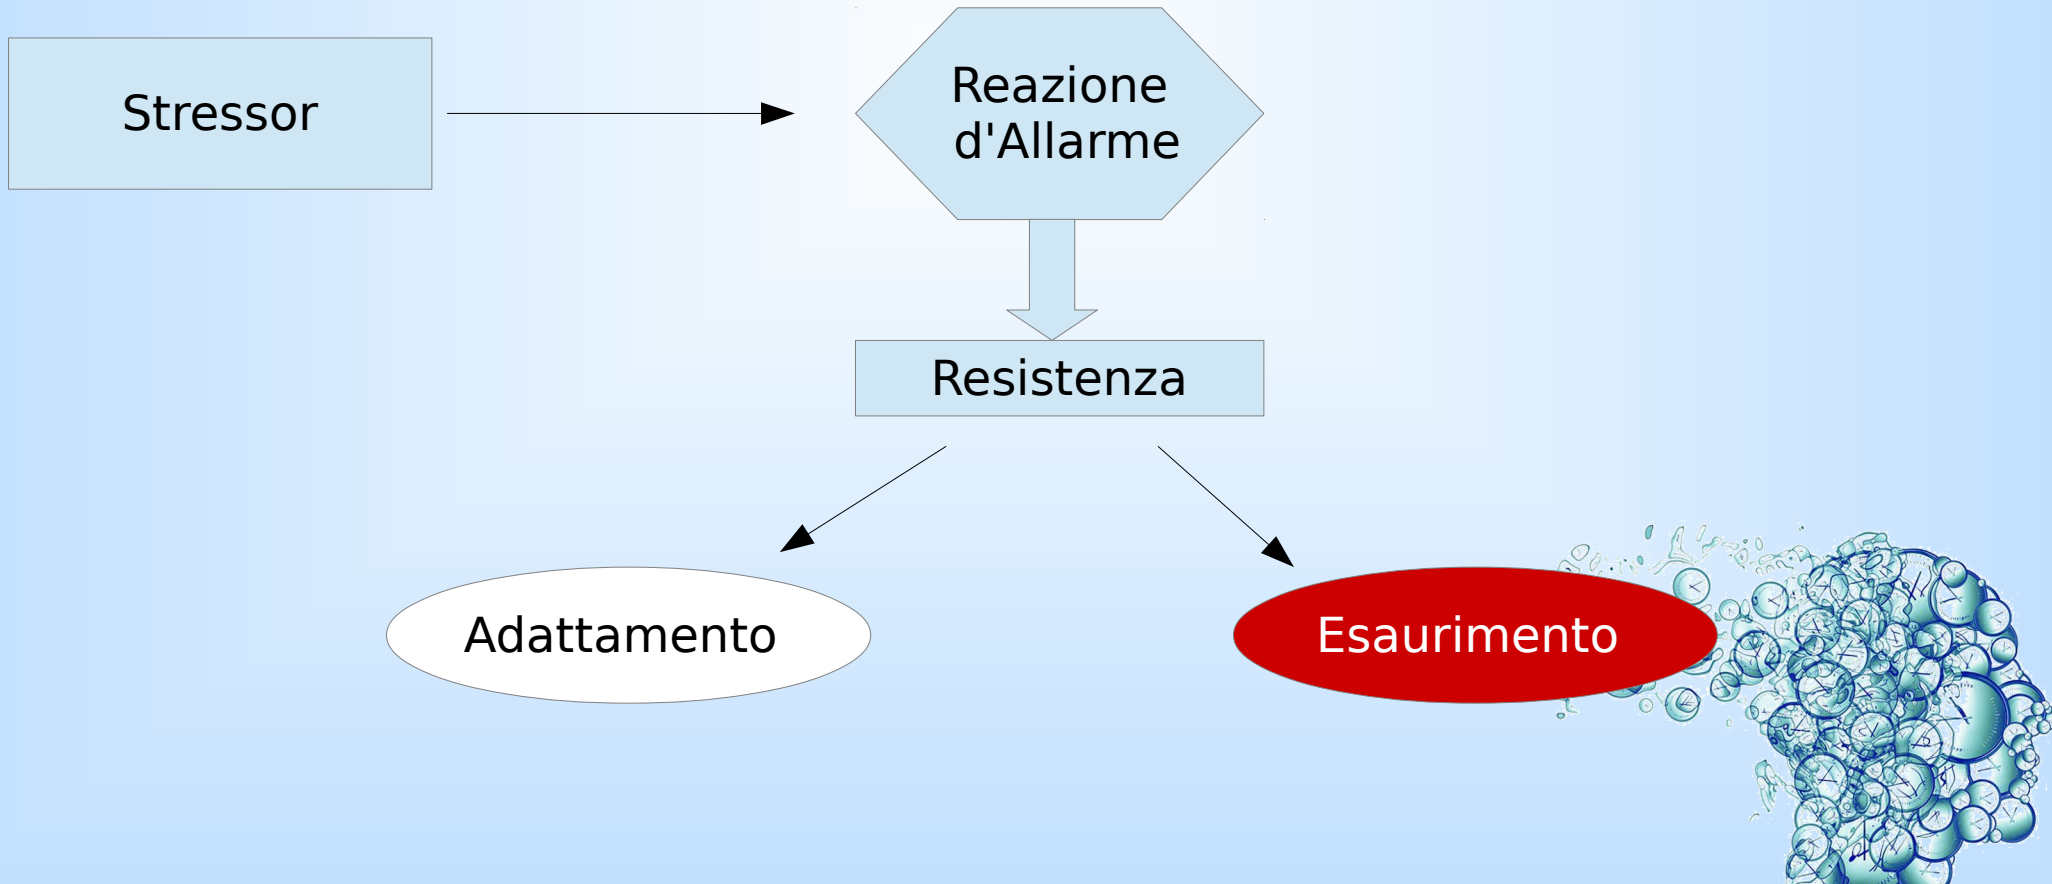 Stressor
Reazione
d'Allarme
Resistenza
Adattamento
Esaurimento